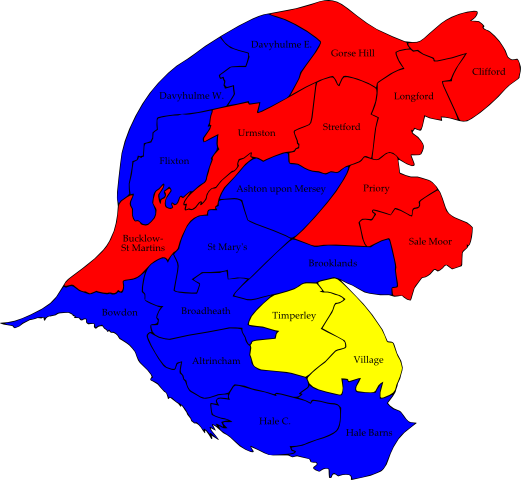 Davyhulme E.
Gorse Hill
Clifford
Davyhulme W.
Longford
Urmston
Stretford
Flixton
Ashton upon Mersey
Priory
Bucklow-
St Martins
St Mary's
Sale Moor
Brooklands
Bowdon
Broadheath
Timperley
Altrincham
Village
Hale C.
Hale Barns